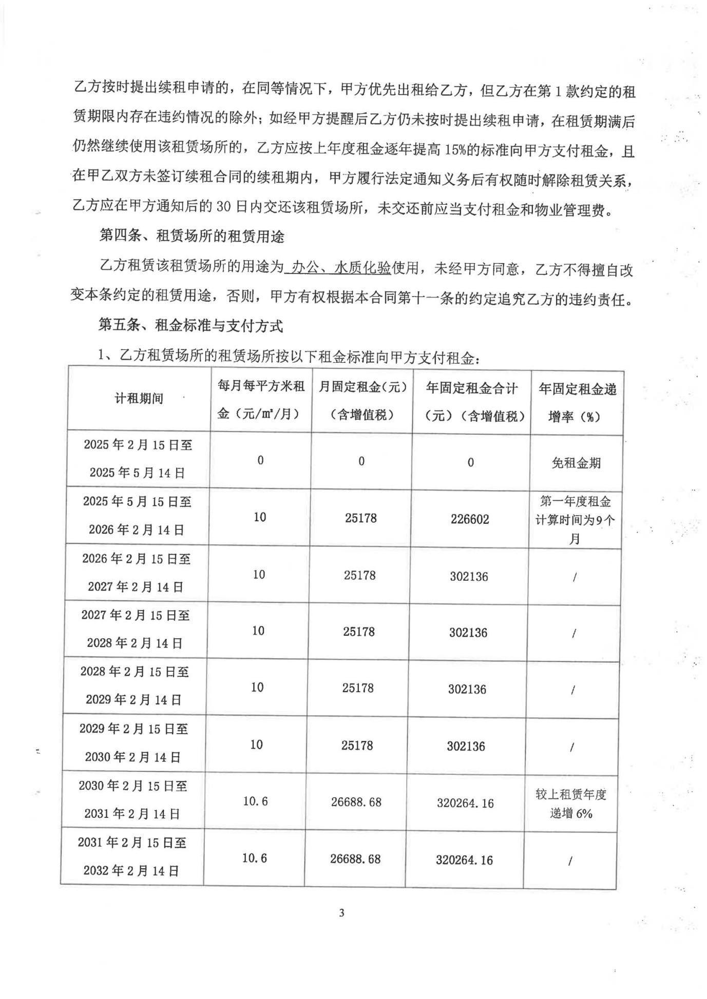 乙方按时提出续租申请的，在同等情况下，甲方优先出租给乙方，但乙方在第 1 款约定的租
赁期限内存在违约情况的除外；如经甲方提醒后乙方仍未按时提出续租申请，在租赁期满后
仍然继续使用该租赁场所的，乙方应按上年度租金逐年提高 15%的标准向甲方支付租金，且
在甲乙双方未签订续租合同的续租期内，甲方履行法定通知义务后有权随时解除租赁关系，
乙方应在甲方通知后的 30 日内交还该租赁场所，未交还前应当支付租金和物业管理费。
第四条、租赁场所的租赁用途
乙方租赁该租赁场所的用途为 办公、水质化验使用，未经甲方同意，乙方不得擅自改
变本条约定的租赁用途，否则，甲方有权根据本合同第十一条的约定追究乙方的违约责任。
第五条、租金标准与支付方式
1、乙方租赁场所的租赁场所按以下租金标准向甲方支付租金：
计租期间
每月每平方米租
金（元/㎡/月）
月固定租金（元）
（含增值税）
年固定租金合计
（元）（含增值税）
年固定租金递
增率（%）
2025 年 2 月 15 日至
2025 年 5 月 14 日
0
0
0
免租金期
2025 年 5 月 15 日至
2026 年 2 月 14 日
10
25178
226602
第一年度租金
计算时间为9个
月
2026 年 2 月 15 日至
2027 年 2 月 14 日
10
25178
302136
/
2027 年 2 月 15 日至
2028 年 2 月 14 日
10
25178
302136
/
2028 年 2 月 15 日至
2029 年 2 月 14 日
10
25178
302136
/
2029 年 2 月 15 日至
2030 年 2 月 14 日
10
25178
302136
/
2030 年 2 月 15 日至
2031 年 2 月 14 日
10.6
26688.68
320264.16
较上租赁年度
递增 6%
2031 年 2 月 15 日至
2032 年 2 月 14 日
10.6
26688.68
320264.16
/
3